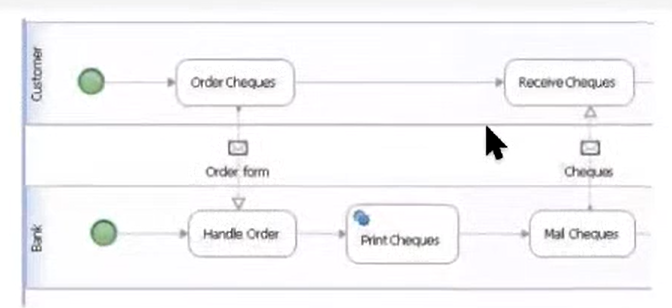 Customer
Order Cheques
Receive Cheques
Order form
Cheques
Bank
Handle Order
Print Cheques
Mail Cheques